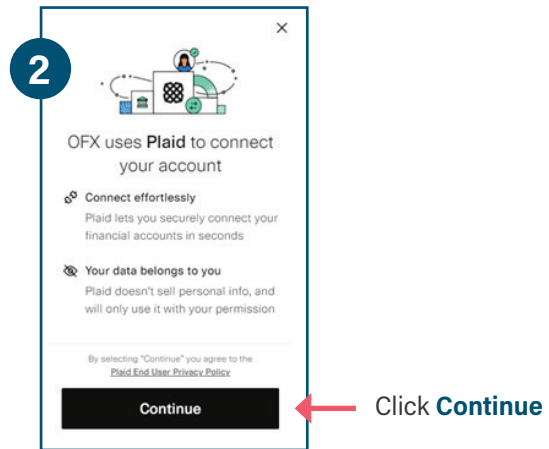 2
OFX uses Plaid to connect
your account
Connect effortlessly
Plaid lets you securely connect your
financial accounts in seconds
Your data belongs to you
Plaid doesn't sell personal info, and
will only use it with your permission
By selecting "Continue" you agree to the
Plaid End User Privacy Policy
Continue
Click Continue